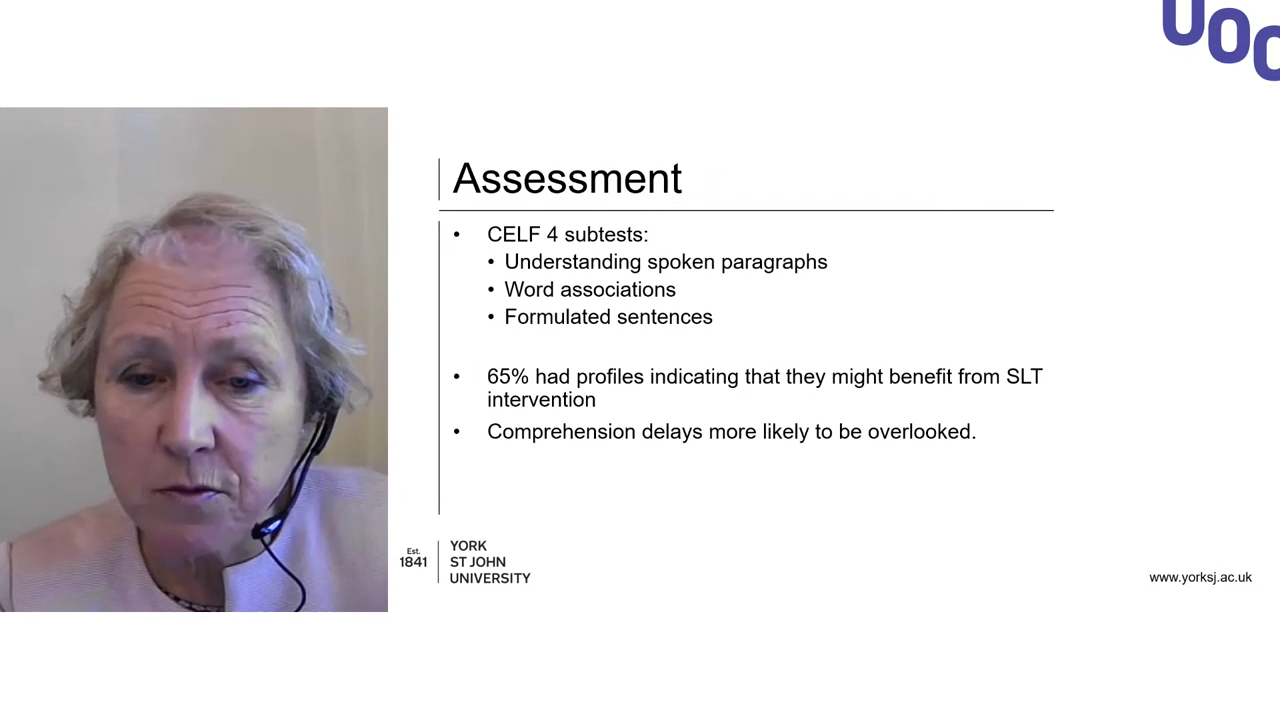 UOC
Assessment
• CELF 4 subtests:
• Understanding spoken paragraphs
• Word associations
• Formulated sentences
• 65% had profiles indicating that they might benefit from SLT
intervention
• Comprehension delays more likely to be overlooked.
Est.
1841
YORK
ST JOHN
UNIVERSITY
www.yorksj.ac.uk